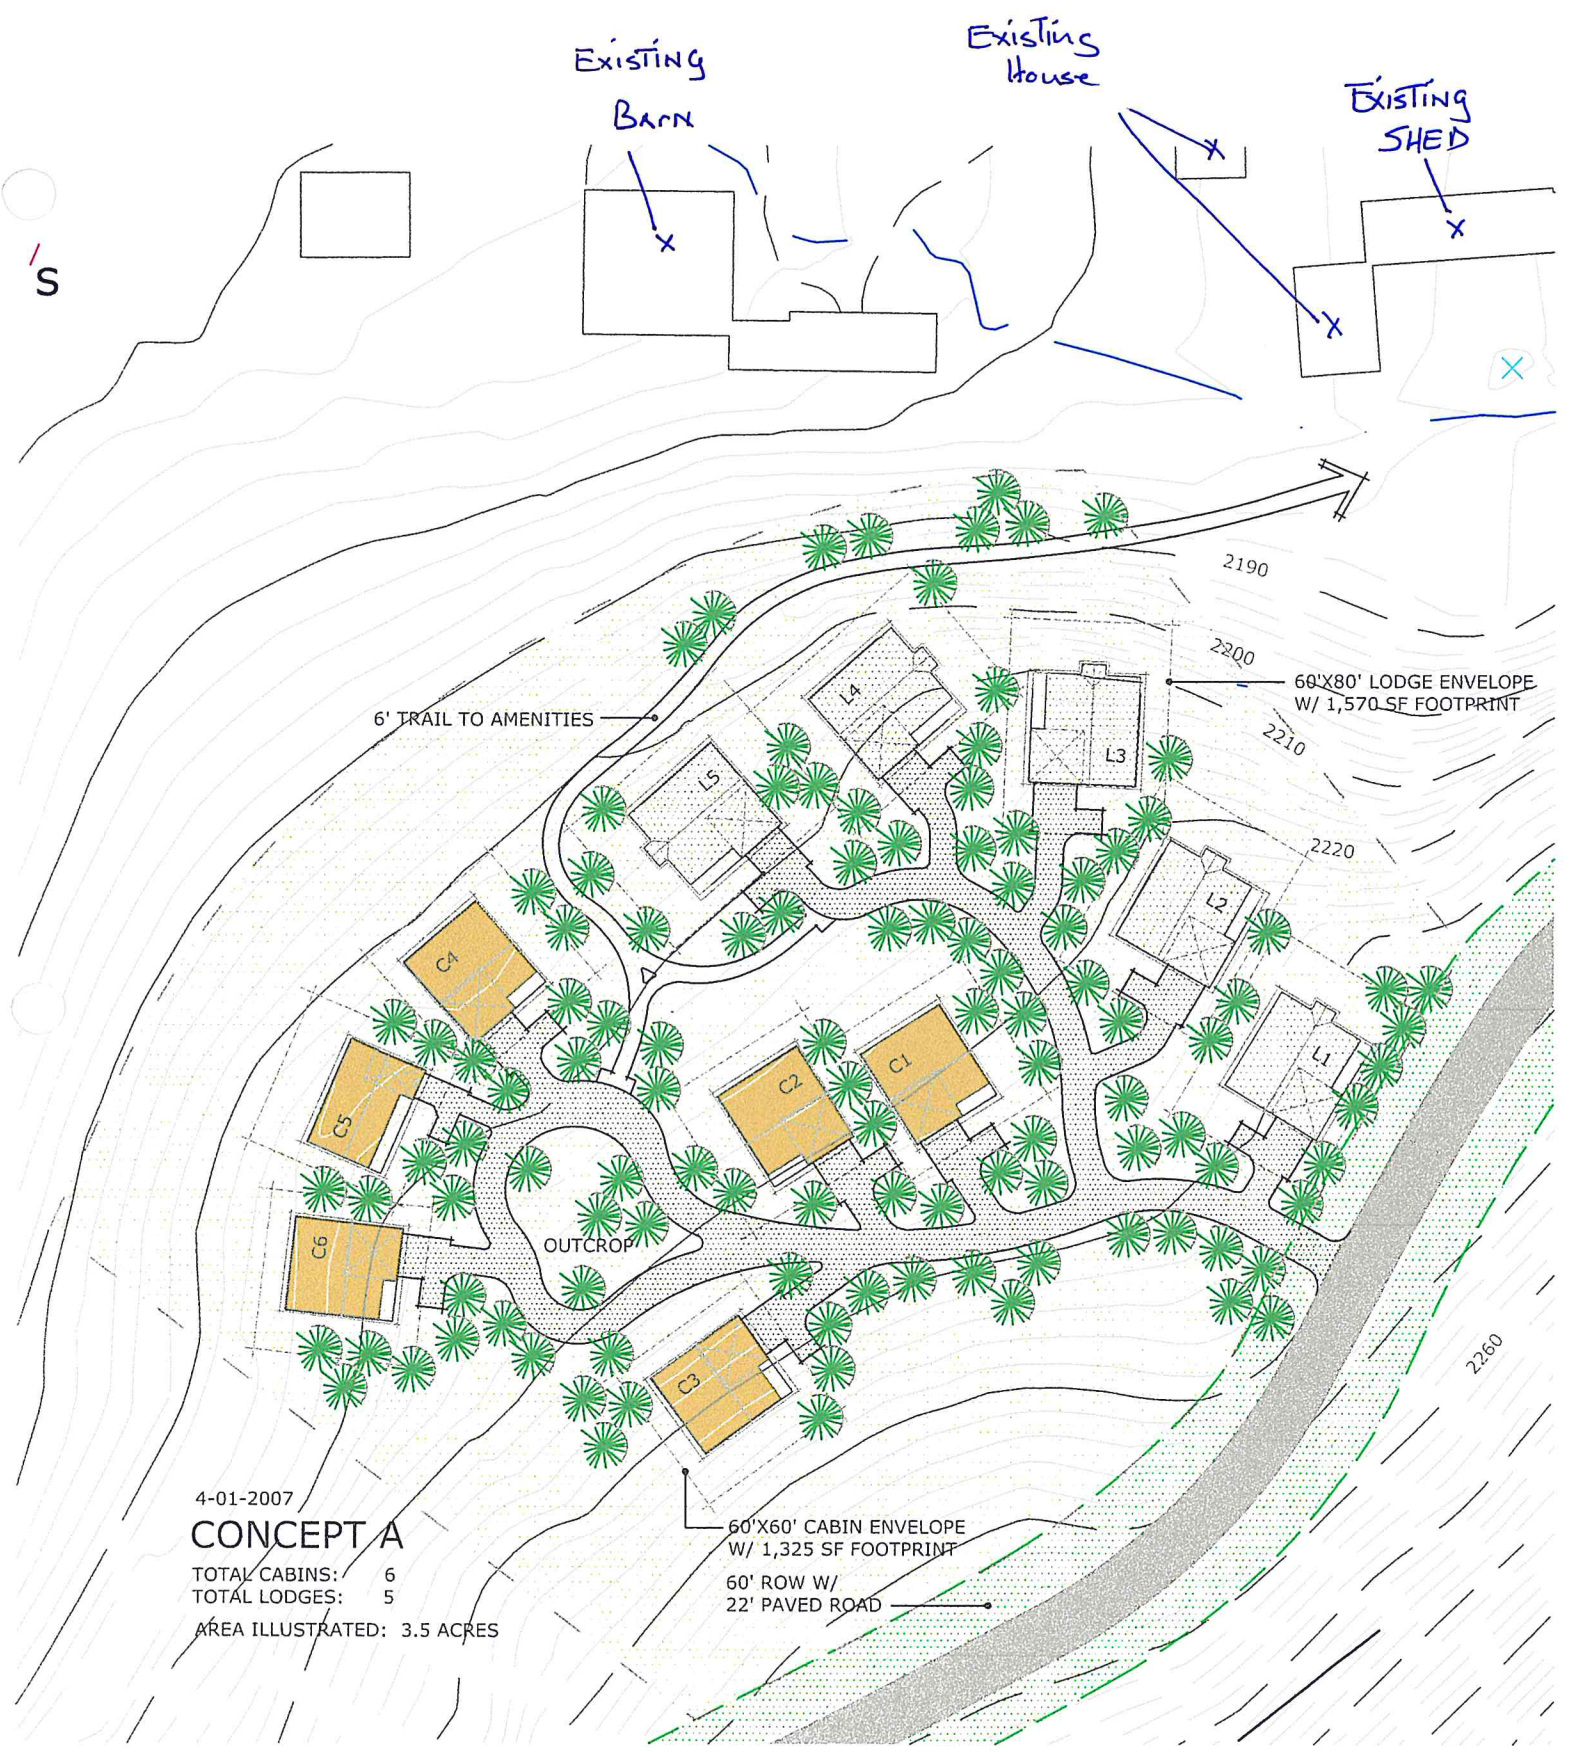 EXISTING
BARN
Existing
House
EXISTING
SHED
S
2190
2200
60'X80' LODGE ENVELOPE
W/ 1,570 SF FOOTPRINT
2210
2220
6' TRAIL TO AMENITIES
L4
L3
L5
L2
L1
C4
C5
C2
C1
C6
OUTCROP
C3
2260
4-01-2007
CONCEPT A
TOTAL CABINS: 6
TOTAL LODGES: 5
AREA ILLUSTRATED: 3.5 ACRES
60'X60' CABIN ENVELOPE
W/ 1,325 SF FOOTPRINT
60' ROW W/
22' PAVED ROAD